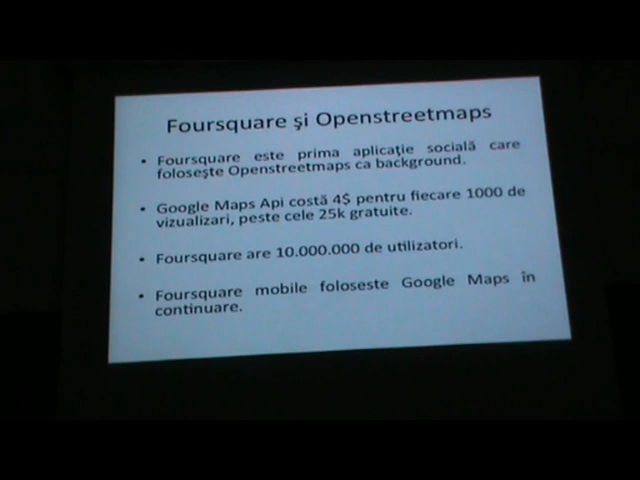 Foursquare şi Openstreetmaps
• Foursquare este prima aplicaţie socială care
foloseşte Openstreetmaps ca background.
• Google Maps Api costă 4$ pentru fiecare 1000 de
vizualizari, peste cele 25k gratuite.
• Foursquare are 10.000.000 de utilizatori.
• Foursquare mobile foloseste Google Maps în
continuare.